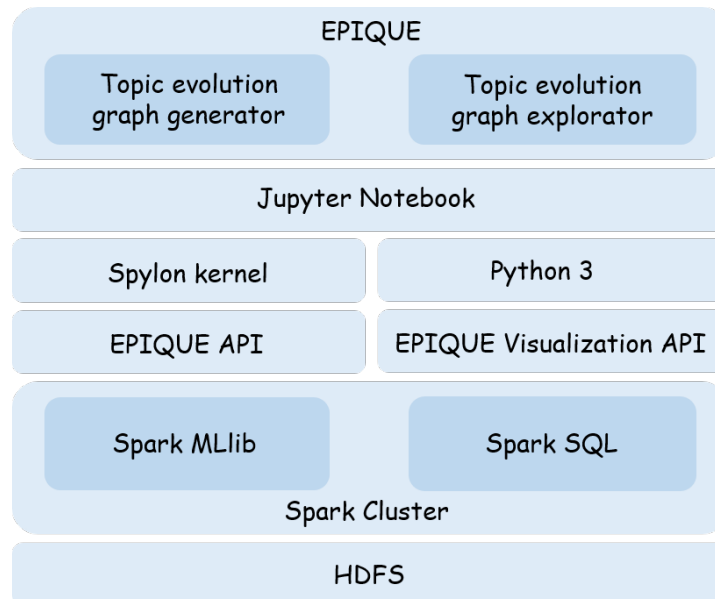 EPIQUE
Topic evolution
graph generator
Topic evolution
graph explorator
Jupyter Notebook
Spylon kernel
Python 3
EPIQUE API
EPIQUE Visualization API
Spark MLlib
Spark SQL
Spark Cluster
HDFS